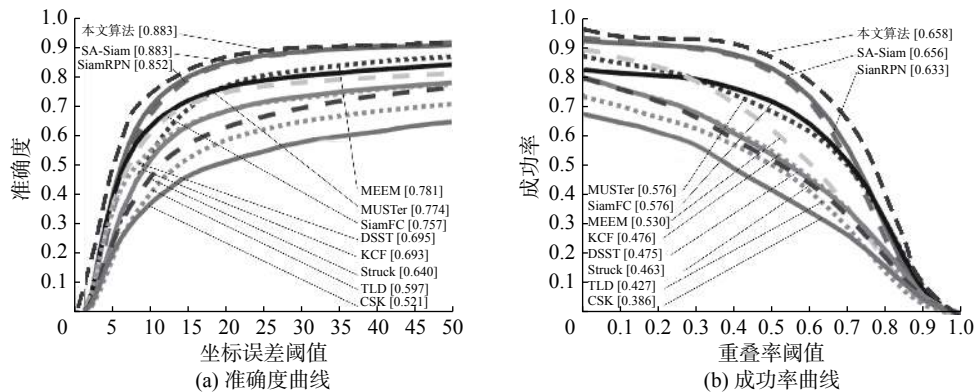 1.0
0.9
0.8
0.7
0.6
0.5
0.4
0.3
0.2
0.1
0
准确度
本文算法 [0.883]
SA-Siam [0.883]
SiamRPN [0.852]
MEEM [0.781]
MUSTer [0.774]
SiamFC [0.757]
DSST [0.695]
KCF [0.693]
Struck [0.640]
TLD [0.597]
CSK [0.521]
5 10 15 20 25 30 35 40 45 50
坐标误差阈值
(a) 准确度曲线
1.0
0.9
0.8
0.7
0.6
0.5
0.4
0.3
0.2
0.1
0
成功率
本文算法 [0.658]
SA-Siam [0.656]
SianRPN [0.633]
MUSTer [0.576]
SiamFC [0.576]
MEEM [0.530]
KCF [0.476]
DSST [0.475]
Struck [0.463]
TLD [0.427]
CSK [0.386]
0.1 0.2 0.3 0.4 0.5 0.6 0.7 0.8 0.9 1.0
重叠率阈值
(b) 成功率曲线